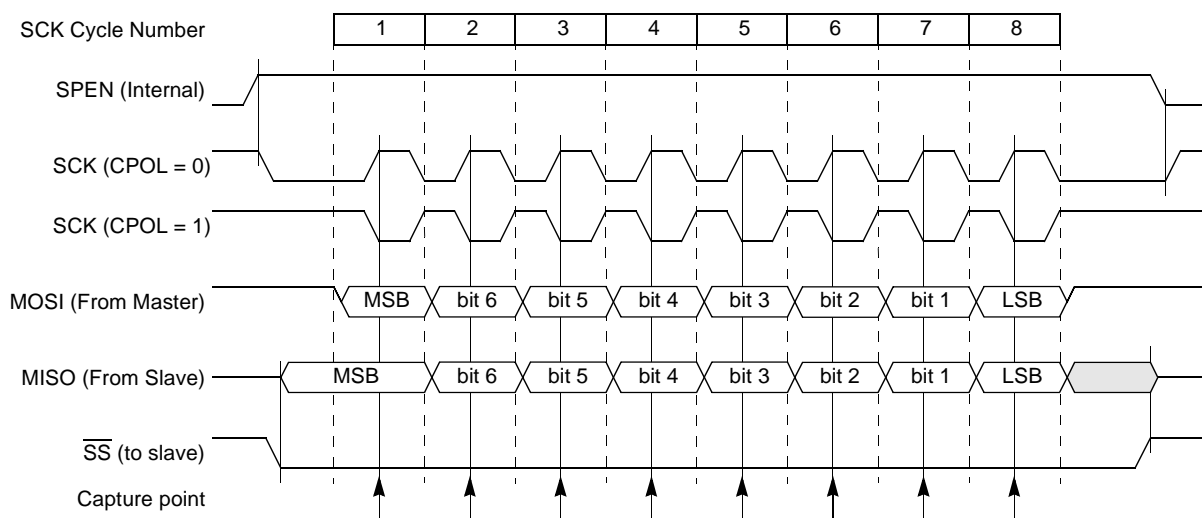 SCK Cycle Number 1 2 3 4 5 6 7 8
SPEN (Internal)
SCK (CPOL = 0)
SCK (CPOL = 1)
MOSI (From Master) MSB bit 6 bit 5 bit 4 bit 3 bit 2 bit 1 LSB
MISO (From Slave) MSB bit 6 bit 5 bit 4 bit 3 bit 2 bit 1 LSB
SS (to slave)
Capture point